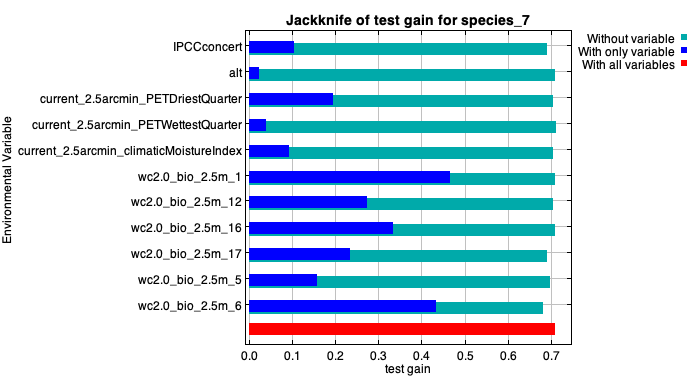 Jackknife of test gain for species_7
Without variable
With only variable
With all variables
Environmental Variable
IPCCconcert
alt
current_2.5arcmin_PETDriestQuarter
current_2.5arcmin_PETWettestQuarter
current_2.5arcmin_climaticMoistureIndex
wc2.0_bio_2.5m_1
wc2.0_bio_2.5m_12
wc2.0_bio_2.5m_16
wc2.0_bio_2.5m_17
wc2.0_bio_2.5m_5
wc2.0_bio_2.5m_6
0.0 0.1 0.2 0.3 0.4 0.5 0.6 0.7
test gain